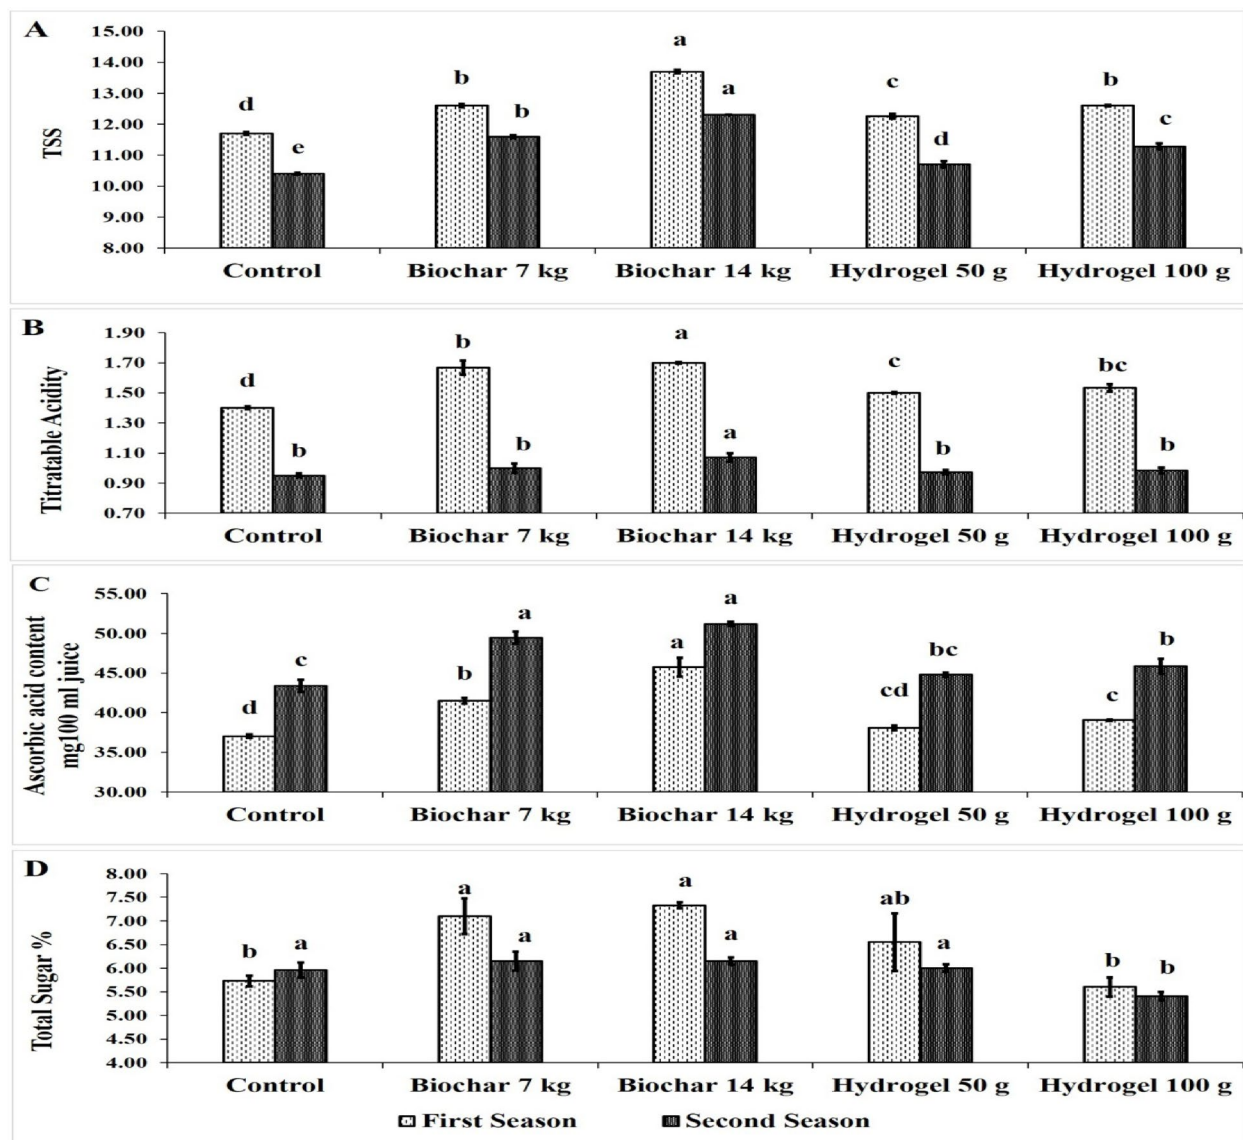 A
TSS
15.00
14.00
13.00
12.00
11.00
10.00
9.00
8.00
d
e
b
b
a
a
c
d
b
c
Control
Biochar 7 kg
Biochar 14 kg
Hydrogel 50 g
Hydrogel 100 g
B
Titratable Acidity
1.90
1.70
1.50
1.30
1.10
0.90
0.70
d
b
b
b
a
a
c
b
bc
b
Control
Biochar 7 kg
Biochar 14 kg
Hydrogel 50 g
Hydrogel 100 g
C
Ascorbic acid content
mg100 ml juice
55.00
50.00
45.00
40.00
35.00
30.00
d
c
b
a
a
a
cd
bc
c
b
Control
Biochar 7 kg
Biochar 14 kg
Hydrogel 50 g
Hydrogel 100 g
D
Total Sugar %
8.00
7.50
7.00
6.50
6.00
5.50
5.00
4.50
4.00
b
a
a
a
a
a
ab
a
b
b
Control
Biochar 7 kg
Biochar 14 kg
Hydrogel 50 g
Hydrogel 100 g
First Season
Second Season